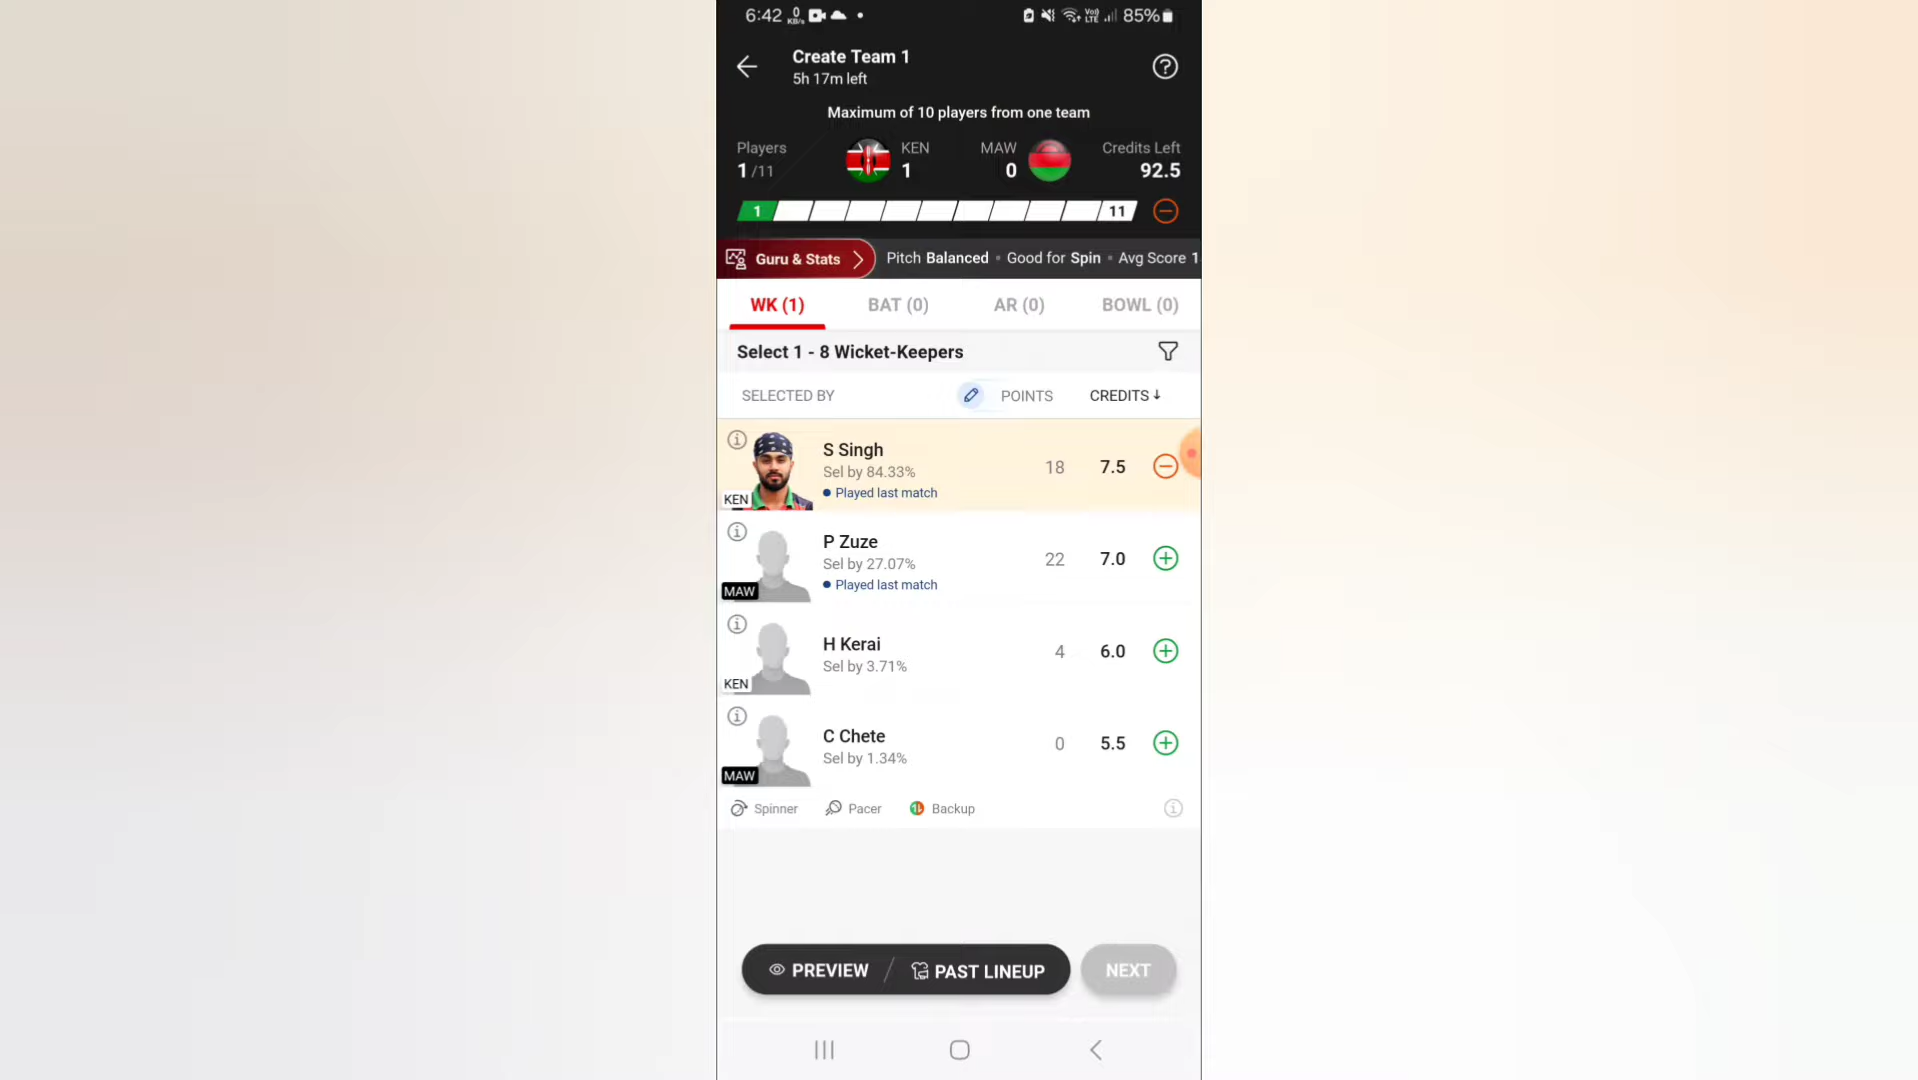 6:42 0 KB/s Vo) LTE 85%
Create Team 1
5h 17m left
Maximum of 10 players from one team
Players KEN MAW Credits Left
1/11 1 0 92.5
1 11
Guru & Stats Pitch Balanced Good for Spin Avg Score 1
WK (1) BAT (0) AR (0) BOWL (0)
Select 1 - 8 Wicket-Keepers
SELECTED BY POINTS CREDITS
S Singh
Sel by 84.33% 18 7.5
Played last match
KEN
P Zuze
Sel by 27.07% 22 7.0
Played last match
MAW
H Kerai
Sel by 3.71% 4 6.0
KEN
C Chete
Sel by 1.34% 0 5.5
MAW
Spinner Pacer Backup
PREVIEW PAST LINEUP NEXT